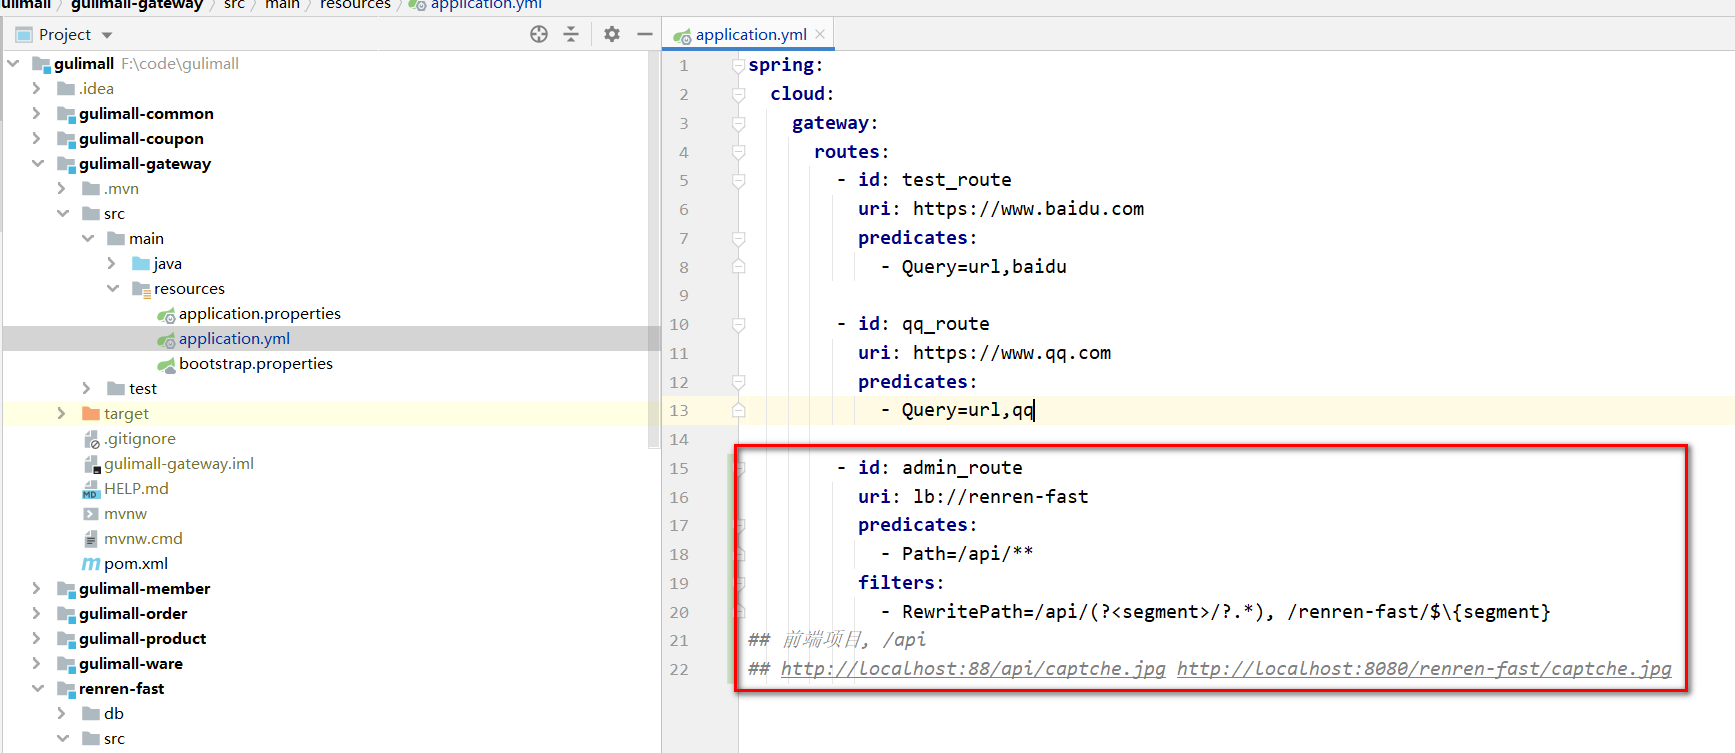 gulimall gulimall-gateway src main resources application.yml
Project
application.yml
gulimall F:\code\gulimall
.idea
gulimall-common
gulimall-coupon
gulimall-gateway
.mvn
src
main
java
resources
application.properties
application.yml
bootstrap.properties
test
target
.gitignore
gulimall-gateway.iml
HELP.md
mvnw
mvnw.cmd
pom.xml
gulimall-member
gulimall-order
gulimall-product
gulimall-ware
renren-fast
db
src
1 spring:
2 cloud:
3 gateway:
4 routes:
5 - id: test_route
6 uri: https://www.baidu.com
7 predicates:
8 - Query=url,baidu
9
10 - id: qq_route
11 uri: https://www.qq.com
12 predicates:
13 - Query=url,qq
14
15 - id: admin_route
16 uri: lb://renren-fast
17 predicates:
18 - Path=/api/**
19 filters:
20 - RewritePath=/api/(?<segment>/?.*), /renren-fast/$\{segment}
21 ## 前端项目, /api
22 ## http://localhost:88/api/captche.jpg http://localhost:8080/renren-fast/captche.jpg